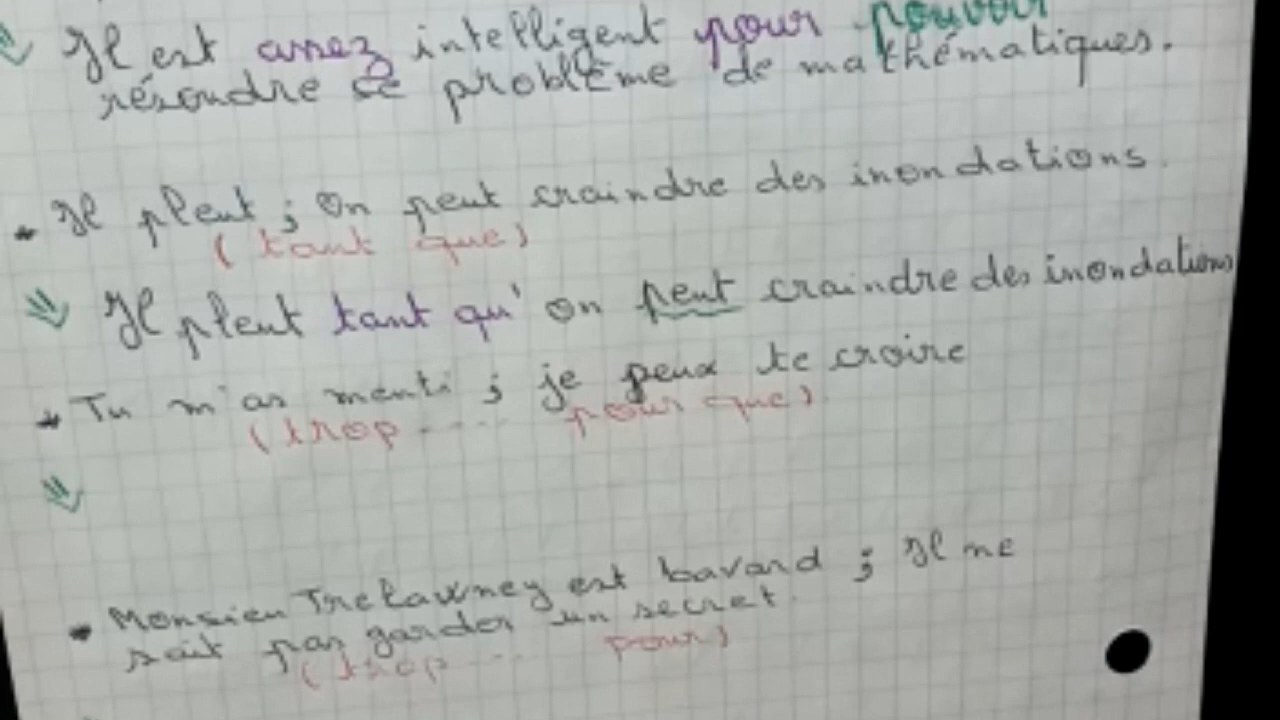 Il est assez intelligent pour pouvoir
résoudre ce problème de mathématiques.
Il pleut ; on peut craindre des inondations.
(tant que)
Il pleut tant qu' on peut craindre des inondations
Tu m'as menti ; je peux te croire
(trop ..... pour que)
Monsieu Trelawney est bavard ; Il ne
sait pas garder un secret.
(trop ..... pour)